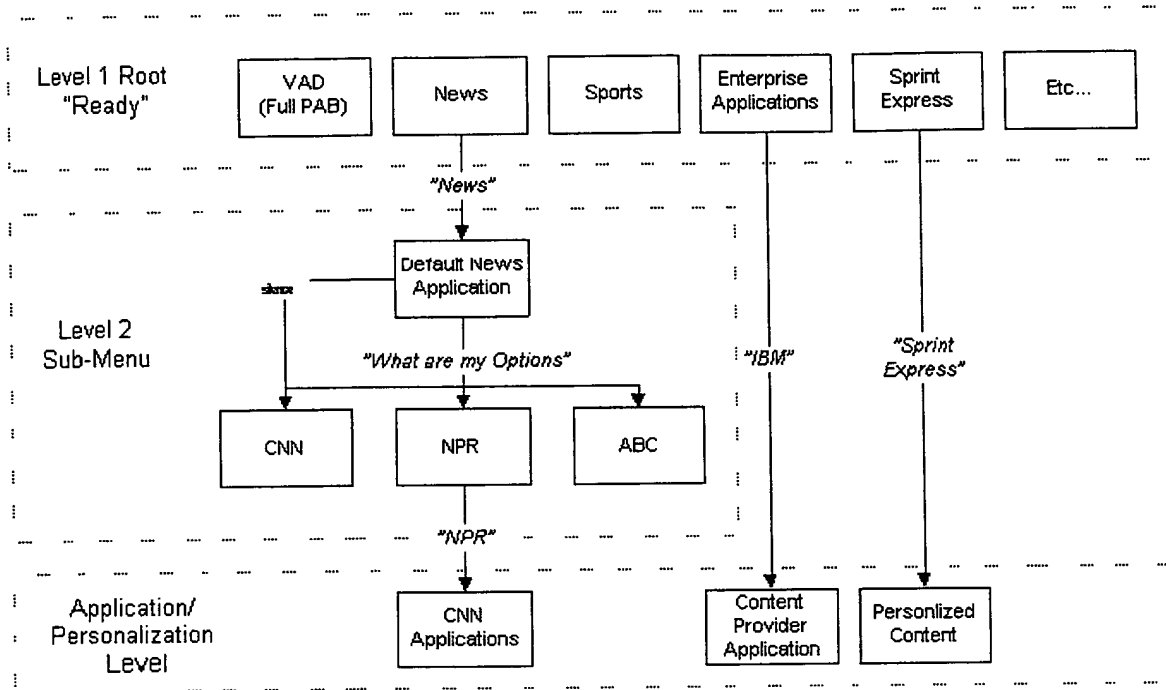 Level 1 Root
"Ready"
VAD
(Full PAB)
News
Sports
Enterprise
Applications
Sprint
Express
Etc...
"News"
Level 2
Sub-Menu
Default News
Application
"What are my Options"
"IBM"
"Sprint
Express"
CNN
NPR
ABC
"NPR"
Application/
Personalization
Level
CNN
Applications
Content
Provider
Application
Personlized
Content